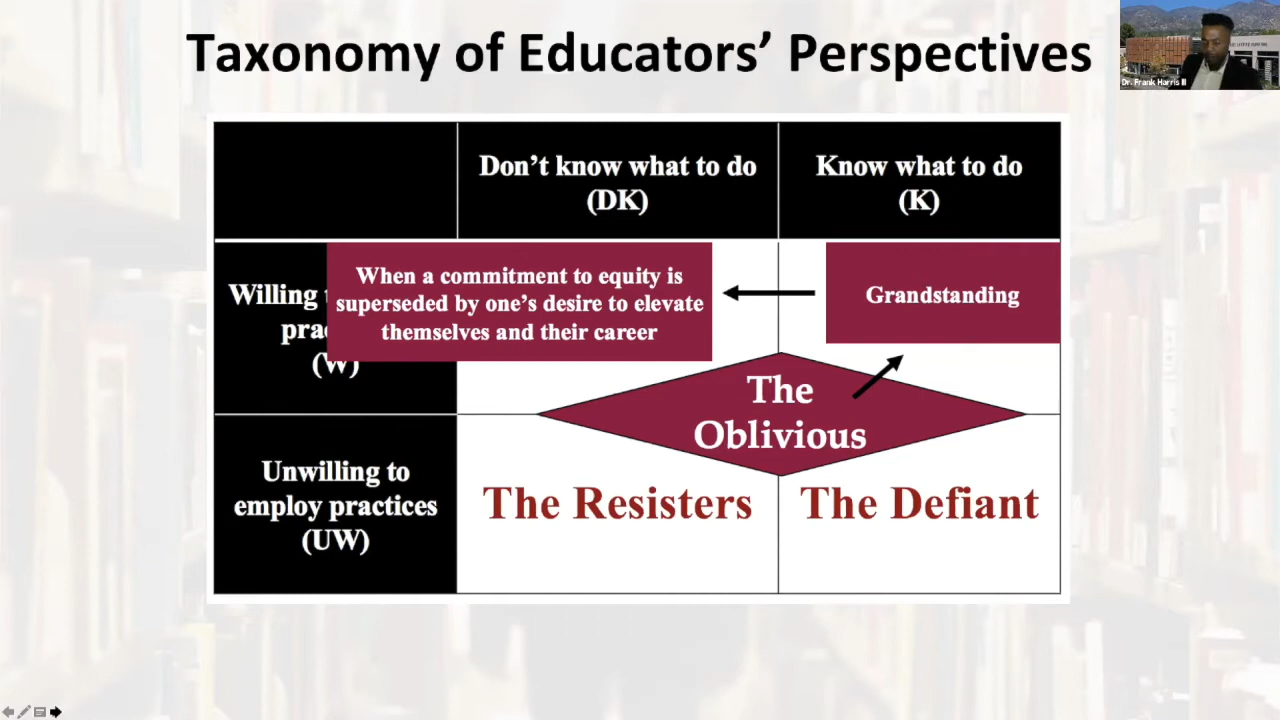 Taxonomy of Educators’ Perspectives
Dr. Frank Harris III
Don’t know what to do
(DK)
Know what to do
(K)
Willing
(W)
When a commitment to equity is
superseded by one’s desire to elevate
themselves and their career
Grandstanding
The
Oblivious
Unwilling to
employ practices
(UW)
The Resisters
The Defiant